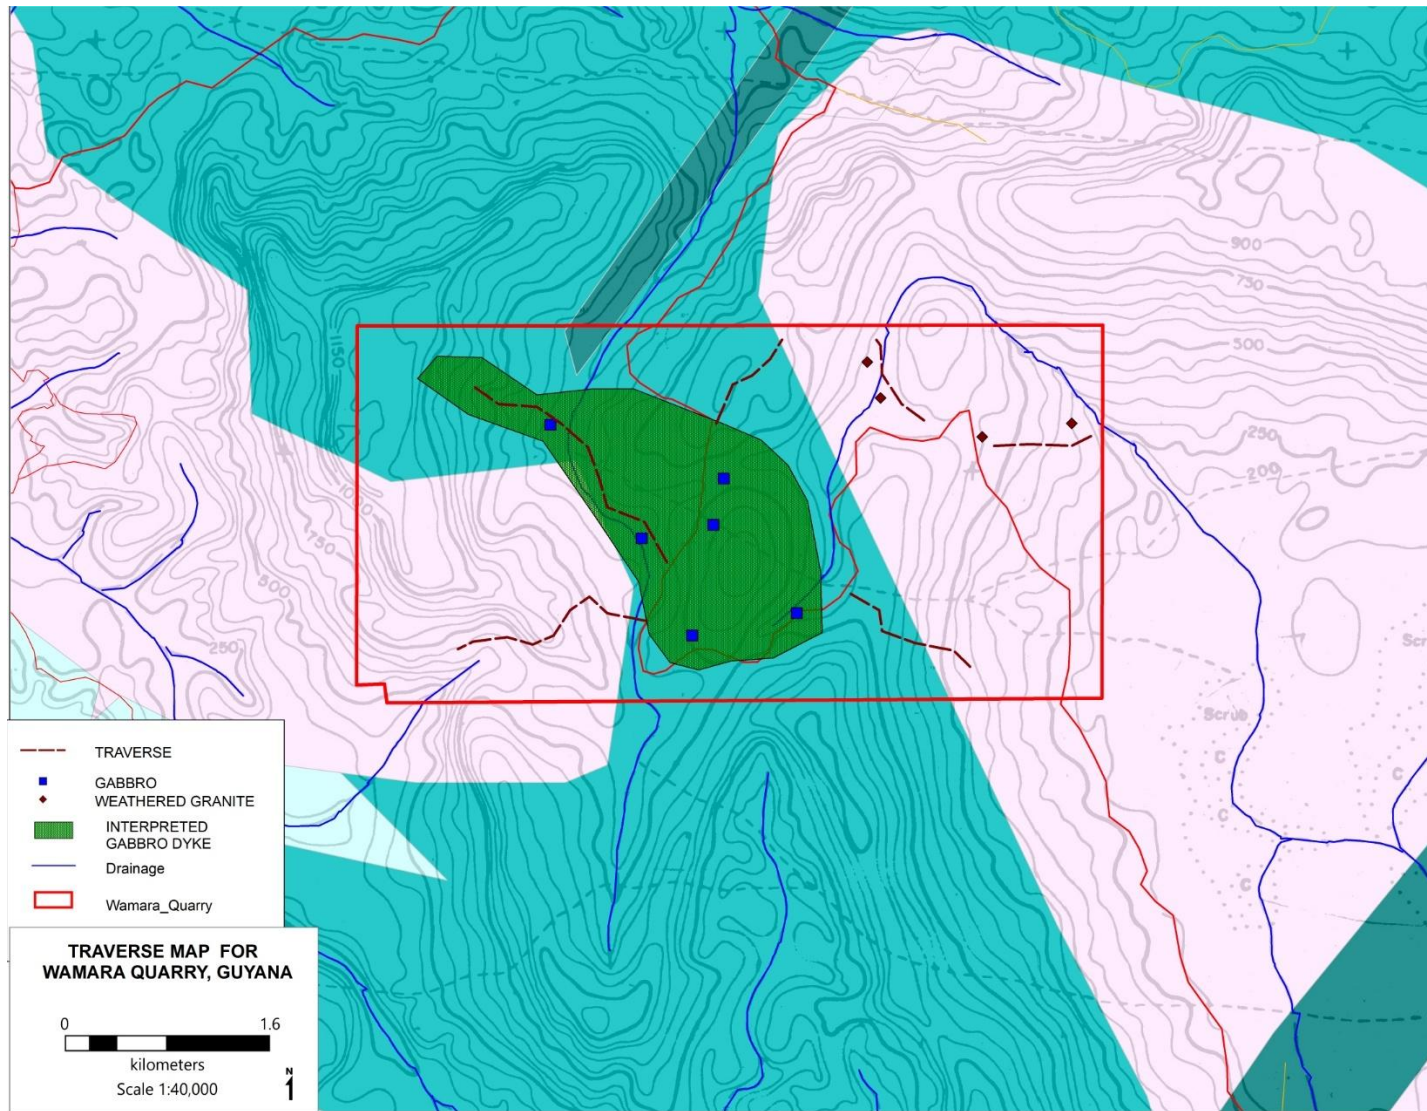 900
750
500
250
200
1150
1000
750
500
250
Scrub
C
C
C
C
C
TRAVERSE
GABBRO
WEATHERED GRANITE
INTERPRETED
GABBRO DYKE
Drainage
Wamara_Quarry
TRAVERSE MAP FOR
WAMARA QUARRY, GUYANA
0 1.6
kilometers
Scale 1:40,000
N